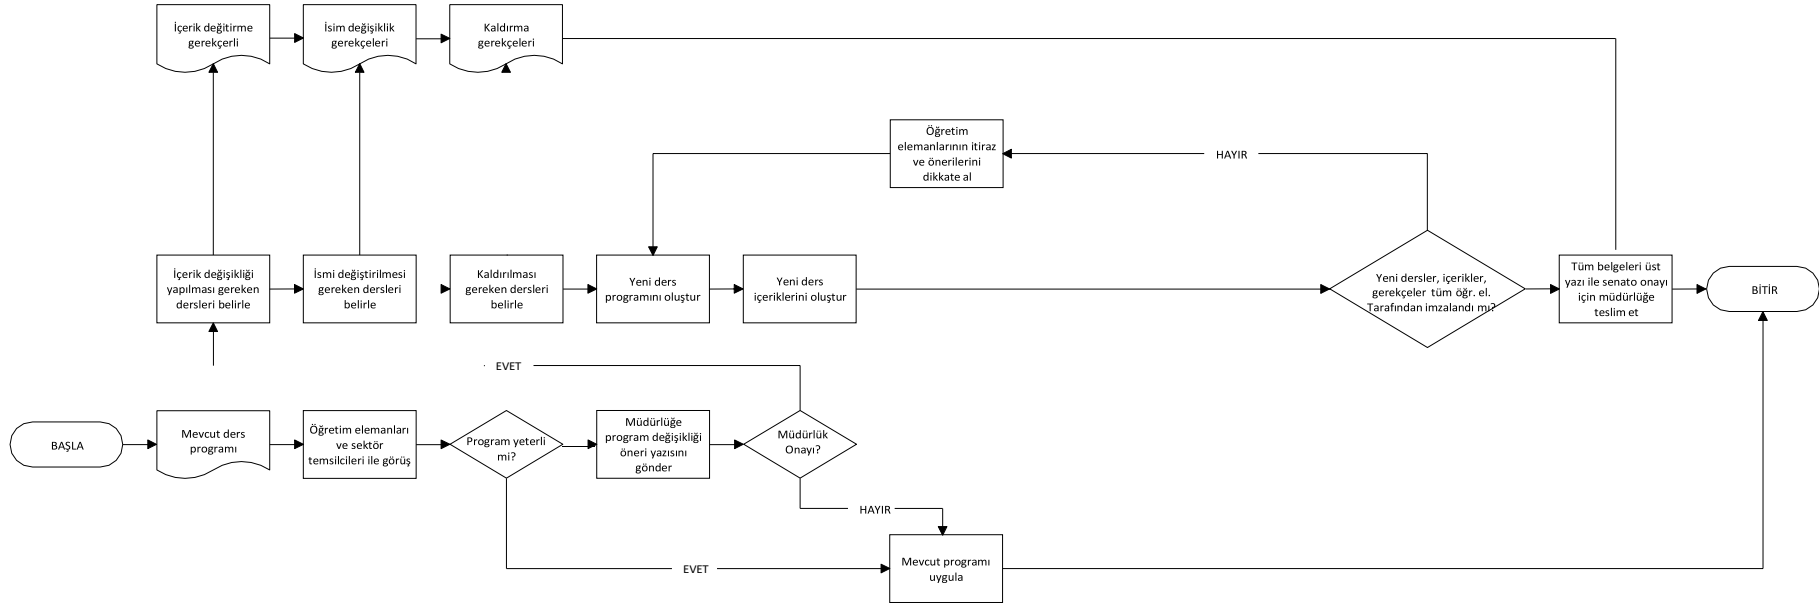 İçerik değitirme
gerekçerli
İsim değişiklik
gerekçeleri
Kaldırma
gerekçeleri
Öğretim
elemanlarının itiraz
ve önerilerini
dikkate al
HAYIR
İçerik değişikliği
yapılması gereken
dersleri belirle
İsmi değiştirilmesi
gereken dersleri
belirle
Kaldırılması
gereken dersleri
belirle
Yeni ders
programını oluştur
Yeni ders
içeriklerini oluştur
Yeni dersler, içerikler,
gerekçeler tüm öğr. el.
Tarafından imzalandı mı?
Tüm belgeleri üst
yazı ile senato onayı
için müdürlüğe
teslim et
BİTİR
EVET
BAŞLA
Mevcut ders
programı
Öğretim elemanları
ve sektör
temsilcileri ile görüş
Program yeterli
mi?
Müdürlüğe
program değişikliği
öneri yazısını
gönder
Müdürlük
Onayı?
HAYIR
EVET
Mevcut programı
uygula